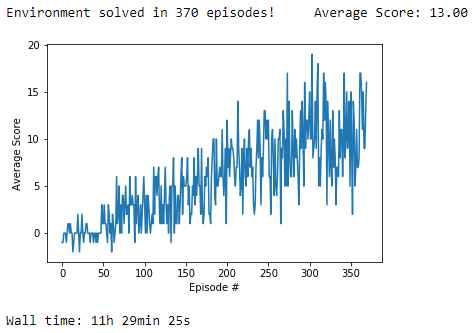 Environment solved in 370 episodes! Average Score: 13.00
20
15
10
5
0
Average Score
0 50 100 150 200 250 300 350
Episode #
Wall time: 11h 29min 25s